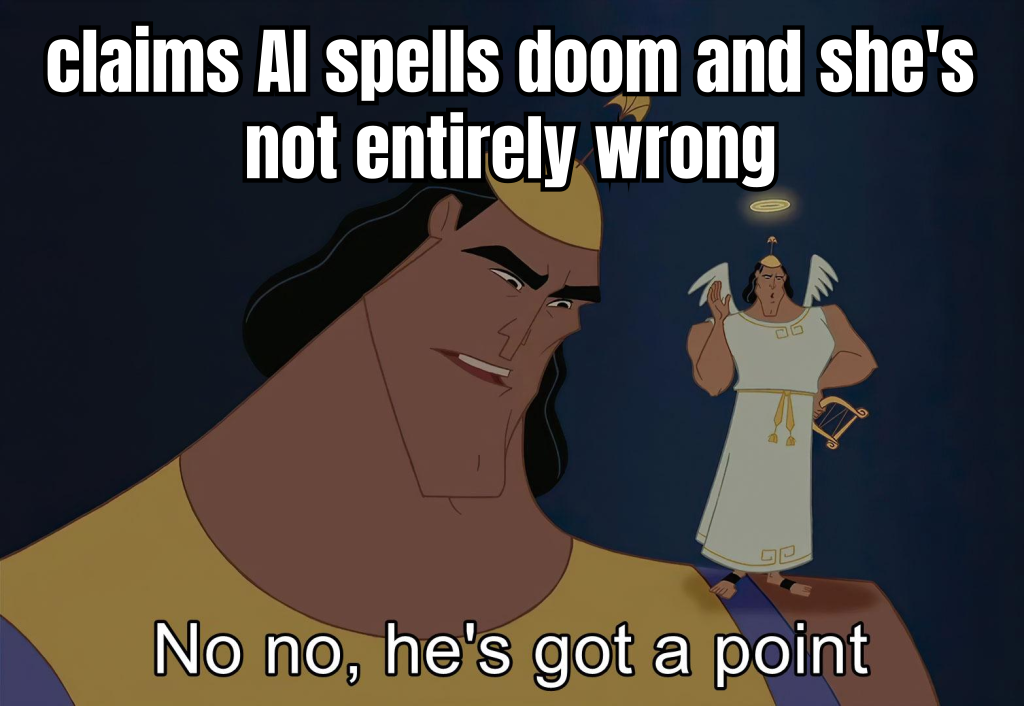 claims AI spells doom and she's
not entirely wrong
No no, he's got a point